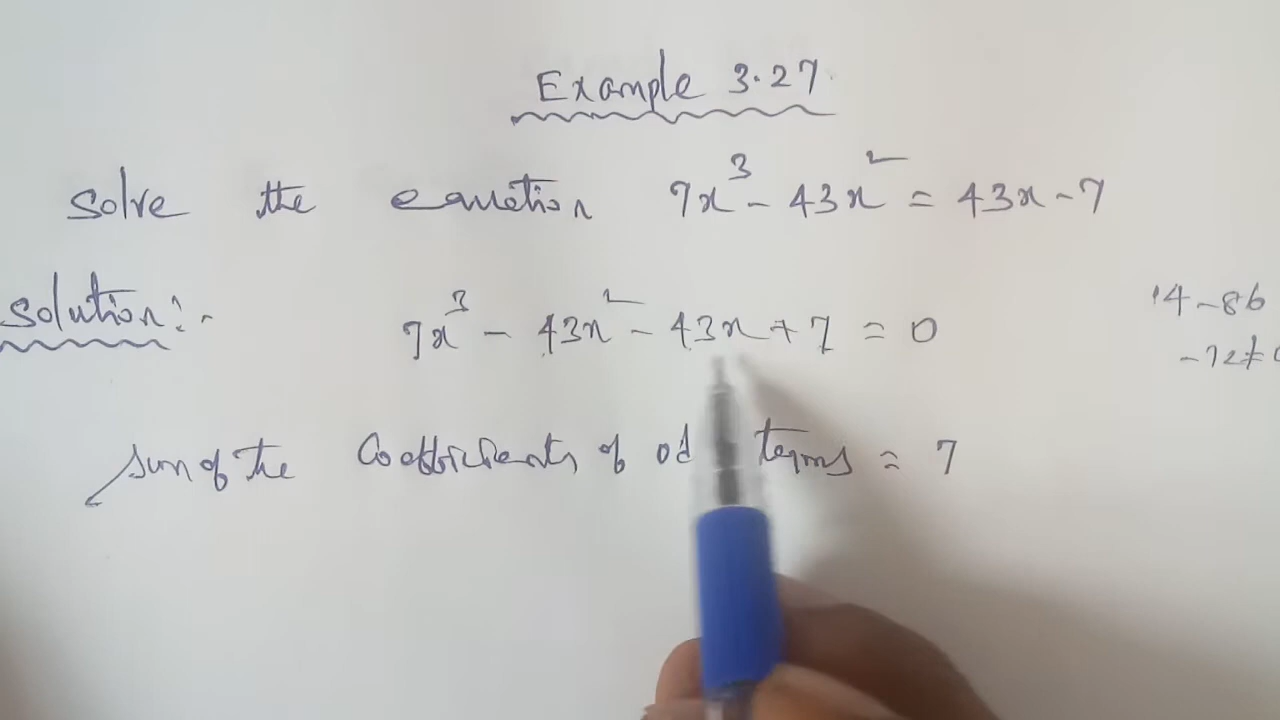 Example 3.27
Solve the equation 7x³ - 43x² = 43x - 7
Solution:-
7x³ - 43x² - 43x + 7 = 0
14 - 86
-72 ≠
Sum of the Coefficients of od terms = 7